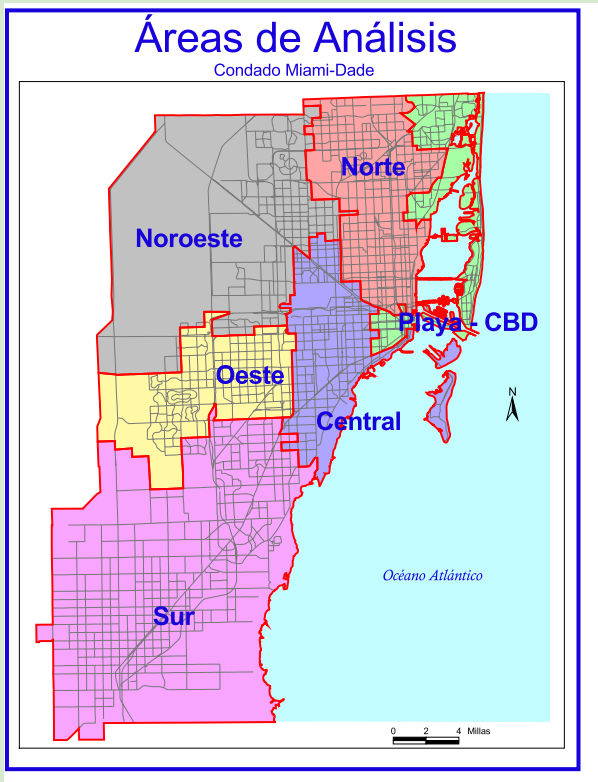 Áreas de Análisis
Condado Miami-Dade
Norte
Noroeste
Playa - CBD
Oeste
N
Central
Océano Atlántico
Sur
0 2 4 Millas